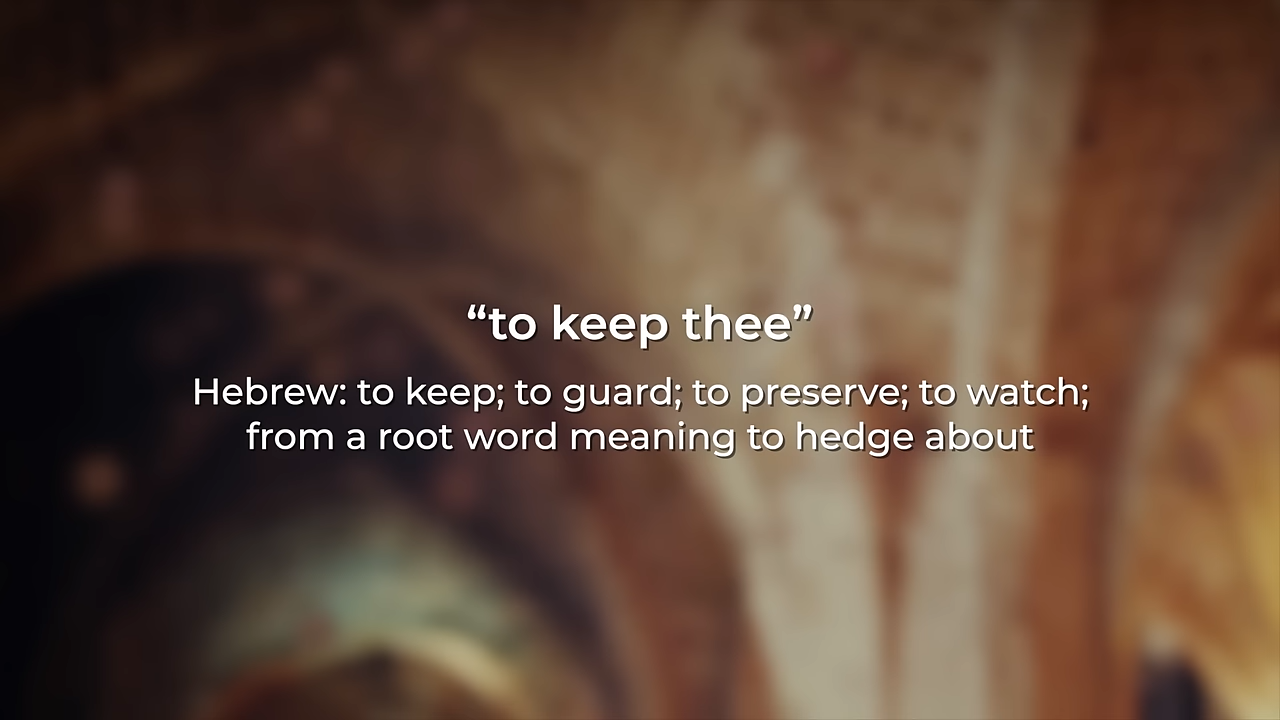 “to keep thee”
Hebrew: to keep; to guard; to preserve; to watch;
from a root word meaning to hedge about